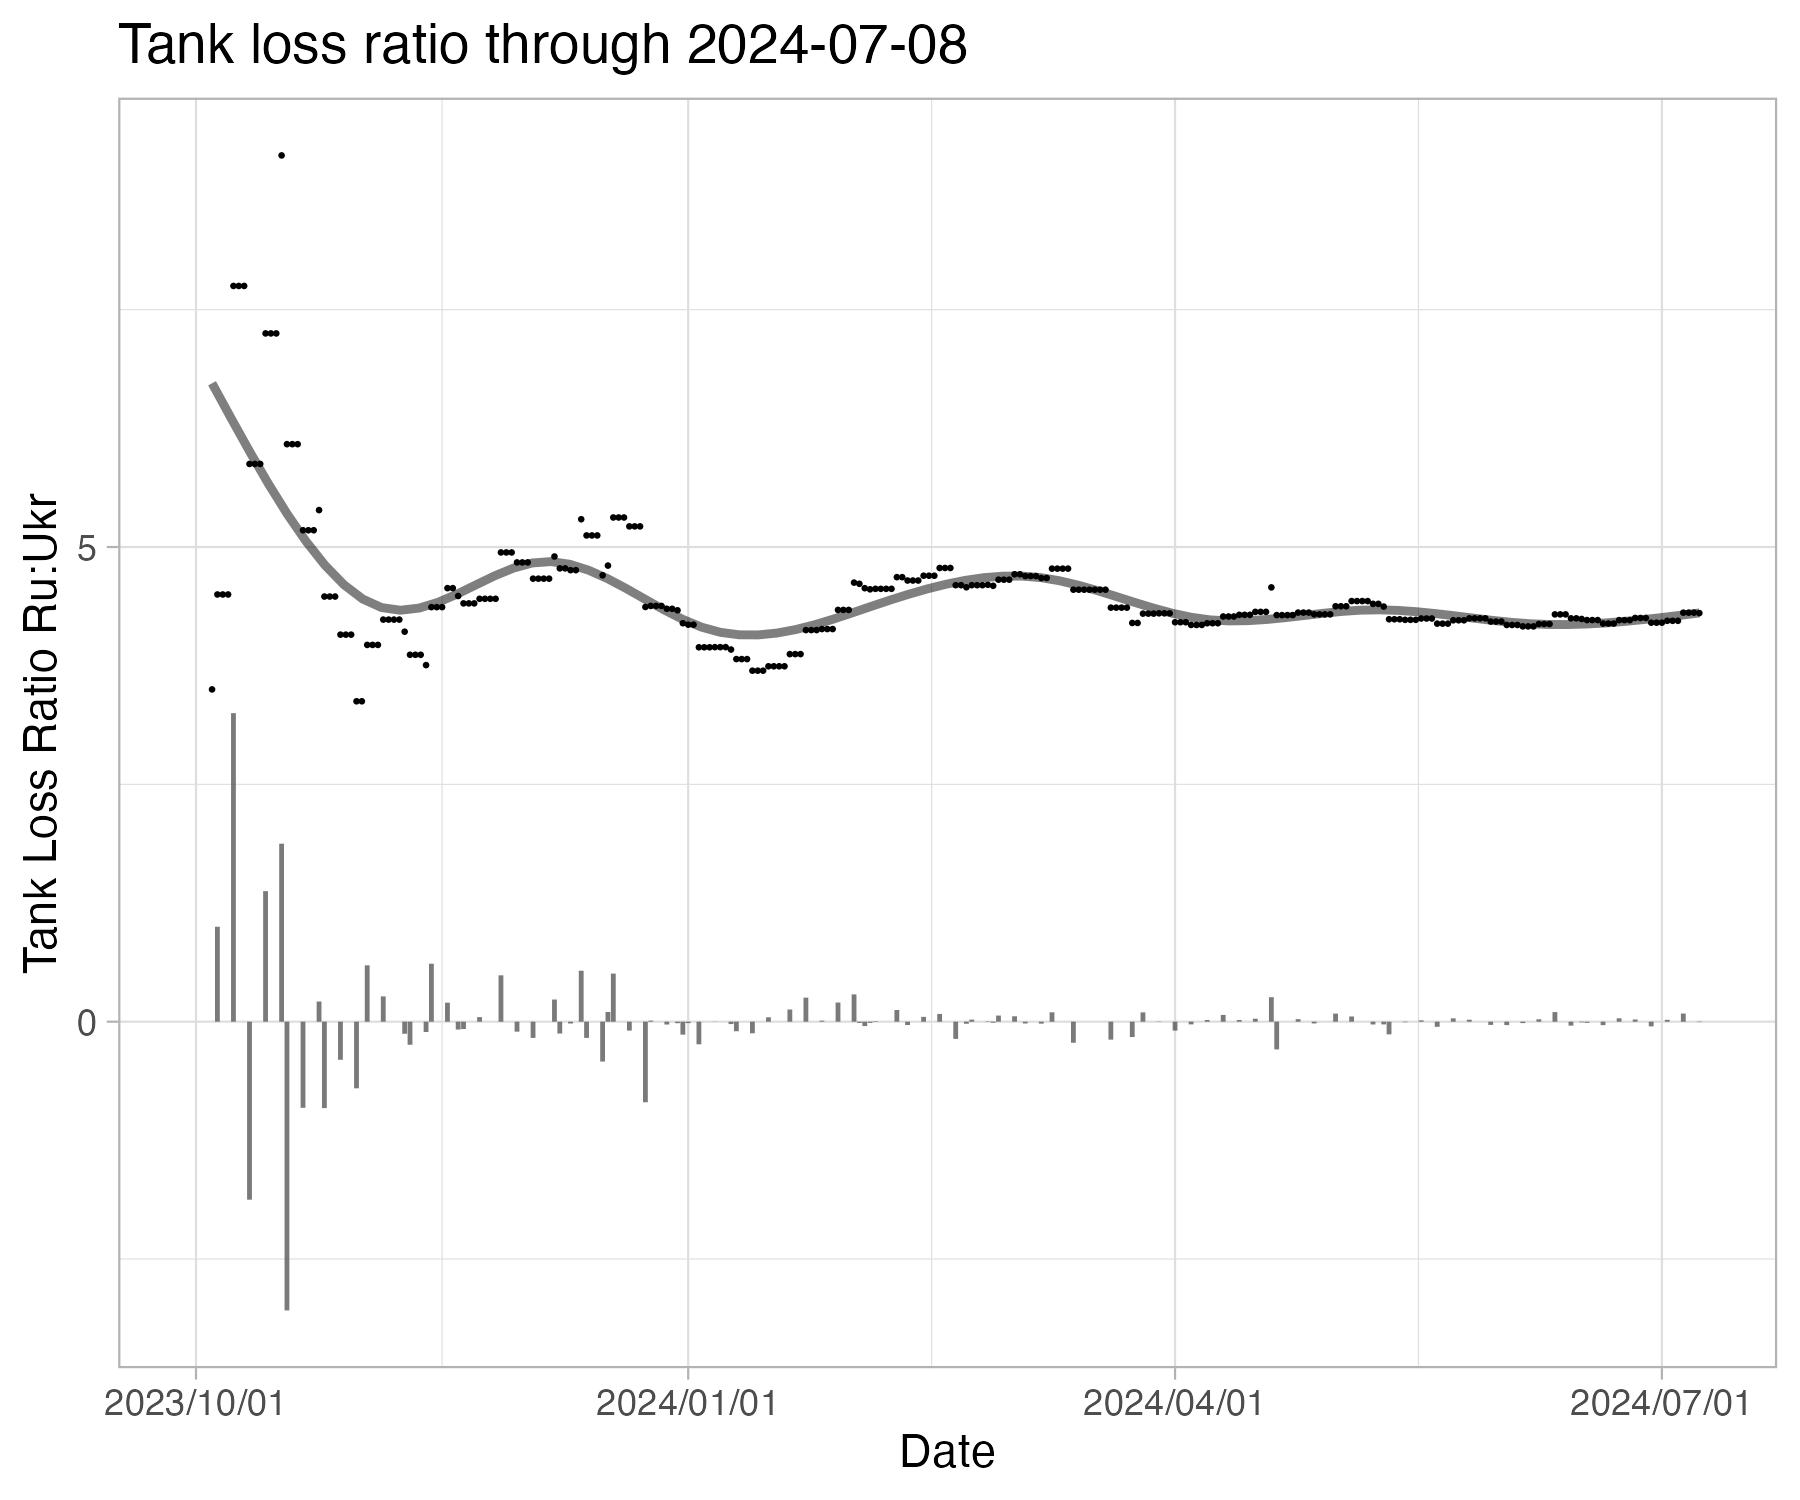 Tank loss ratio through 2024-07-08
Tank Loss Ratio Ru:Ukr
5
0
2023/10/01
2024/01/01
2024/04/01
2024/07/01
Date